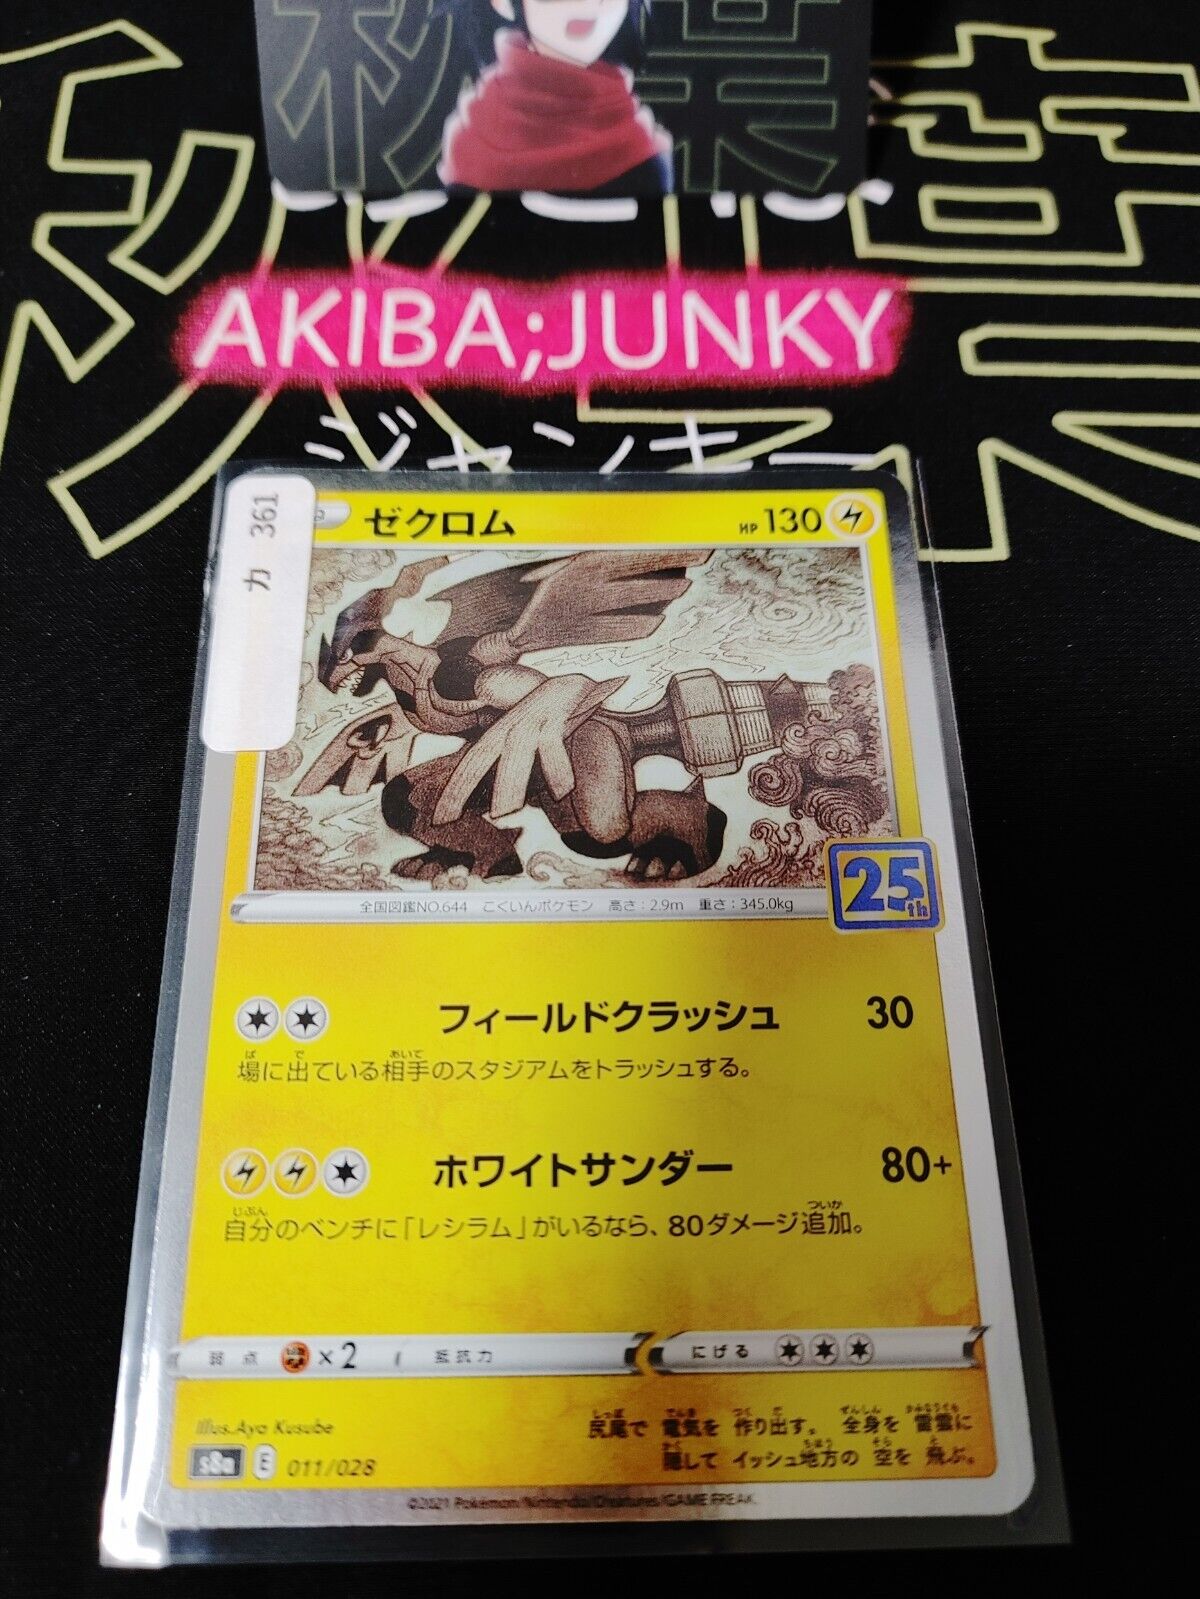 秋葉
AKIBA;JUNKY
ジャンキー
カ 361
ゼクロム
HP 130
25th
全国図鑑NO.644 こくいんポケモン 高さ:2.9m 重さ:345.0kg
フィールドクラッシュ 30
場に出ている相手のスタジアムをトラッシュする。
ホワイトサンダー 80+
自分のベンチに「レシラム」がいるなら、80ダメージ追加。
弱点 ×2 抵抗力 にげる
Illus. Aya Kusube
尻尾で 電気を 作り出す。 全身を 雷雲に
隠して イッシュ地方の 空を 飛ぶ。
s8a E 011/028
©2021 Pokémon/Nintendo/Creatures/GAME FREAK.